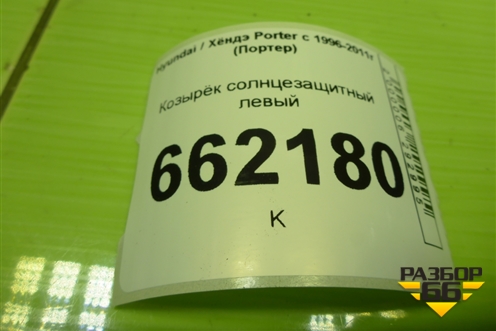 Hyundai / Хёндэ Porter с 1996-2011г
(Портер)
Козырёк солнцезащитный
левый
662180
К
РАЗБОР
66